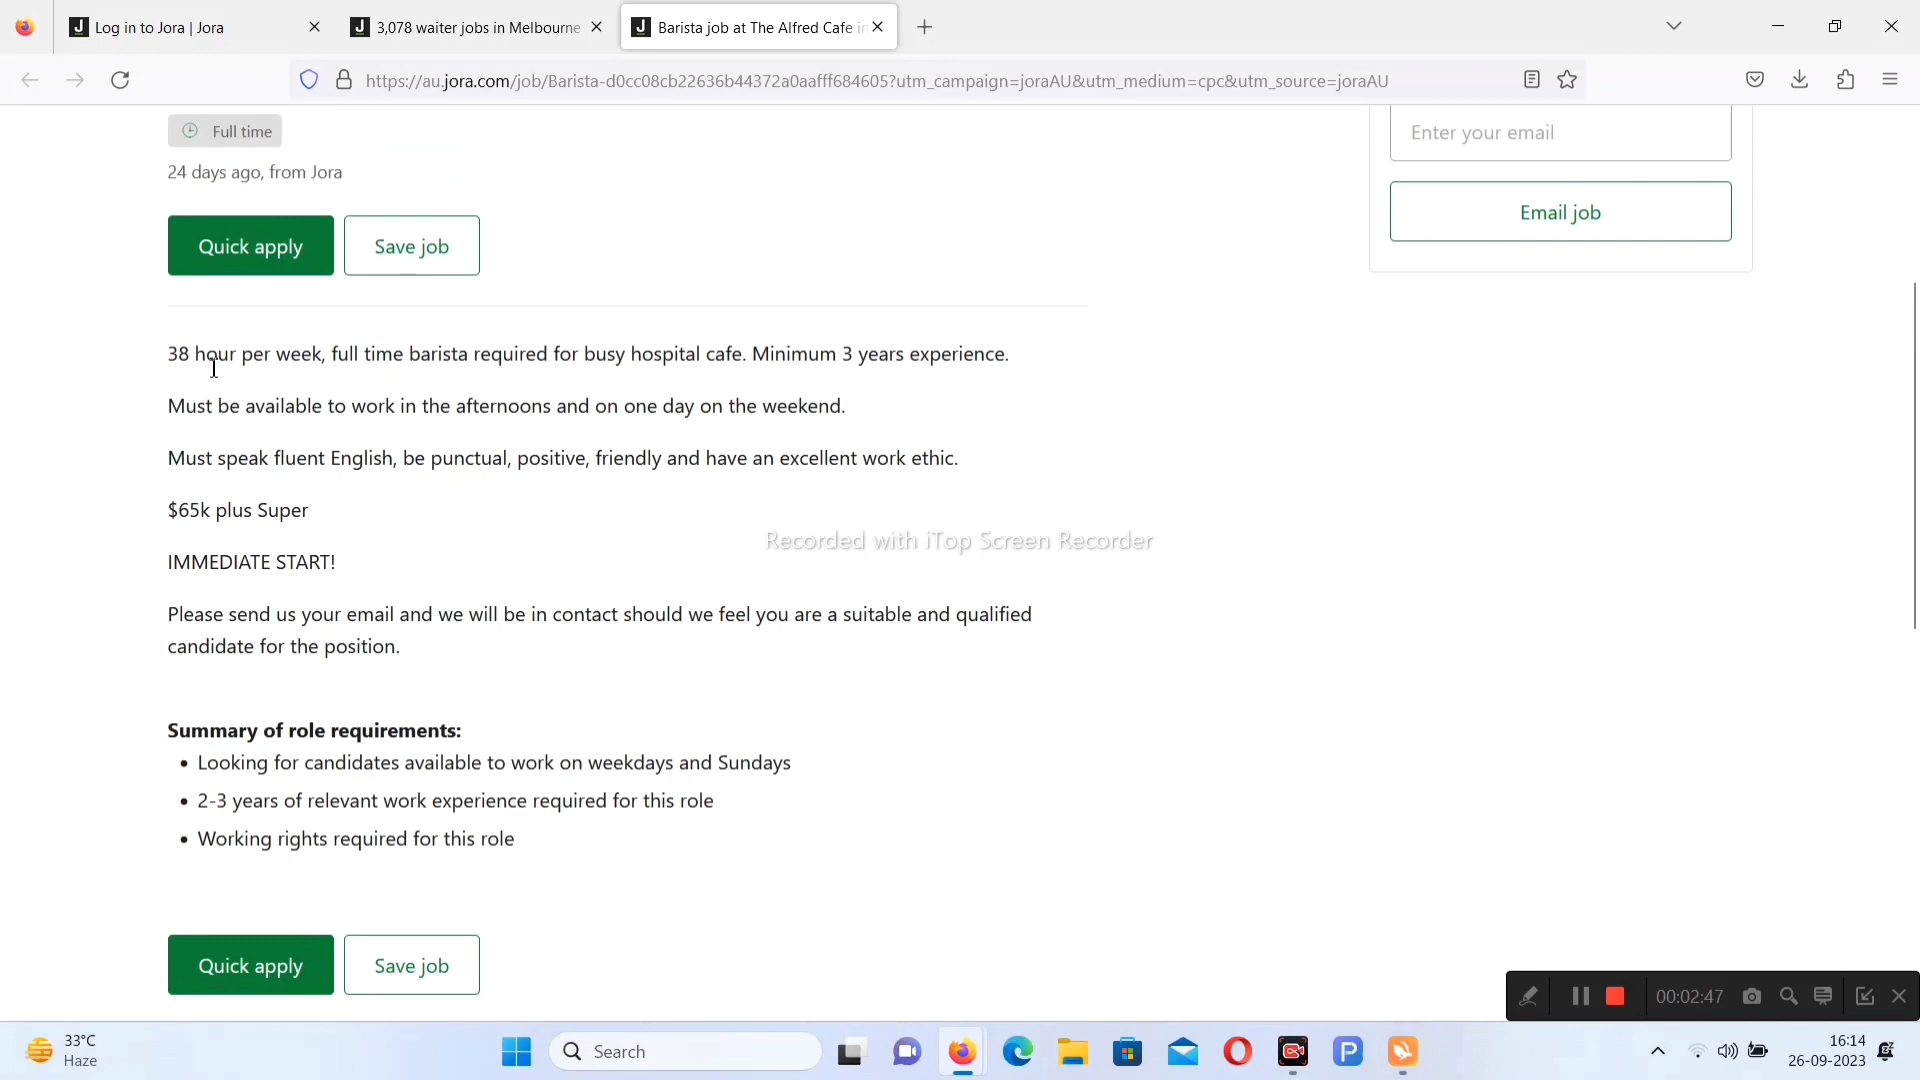 Log in to Jora | Jora
3,078 waiter jobs in Melbourne
Barista job at The Alfred Cafe in
https://au.jora.com/job/Barista-d0cc08cb22636b44372a0aafff684605?utm_campaign=joraAU&utm_medium=cpc&utm_source=joraAU
Full time
24 days ago, from Jora
Quick apply
Save job
Enter your email
Email job
38 hour per week, full time barista required for busy hospital cafe. Minimum 3 years experience.
Must be available to work in the afternoons and on one day on the weekend.
Must speak fluent English, be punctual, positive, friendly and have an excellent work ethic.
$65k plus Super
Recorded with iTop Screen Recorder
IMMEDIATE START!
Please send us your email and we will be in contact should we feel you are a suitable and qualified
candidate for the position.
Summary of role requirements:
• Looking for candidates available to work on weekdays and Sundays
• 2-3 years of relevant work experience required for this role
• Working rights required for this role
Quick apply
Save job
00:02:47
33°C
Haze
Search
16:14
26-09-2023